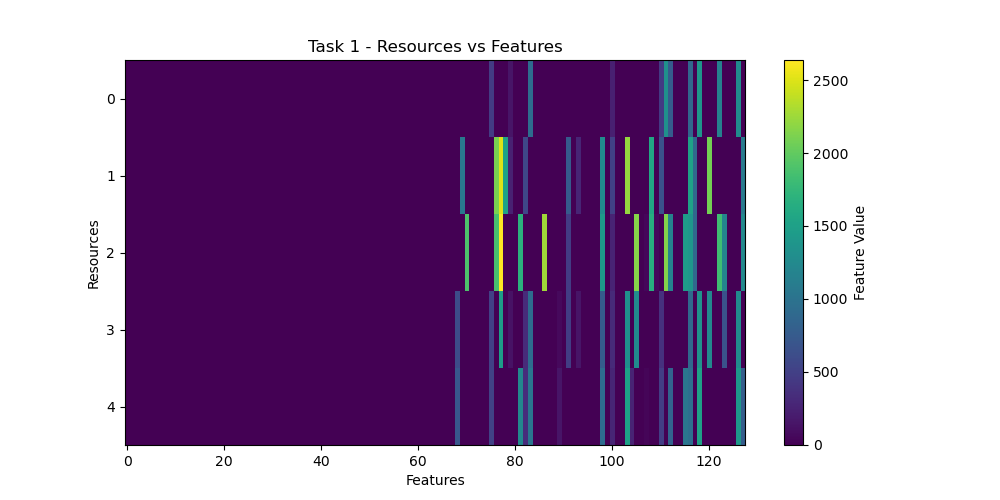 Task 1 - Resources vs Features
Resources
0
1
2
3
4
0 20 40 60 80 100 120
Features
2500
2000
1500
1000
500
0
Feature Value